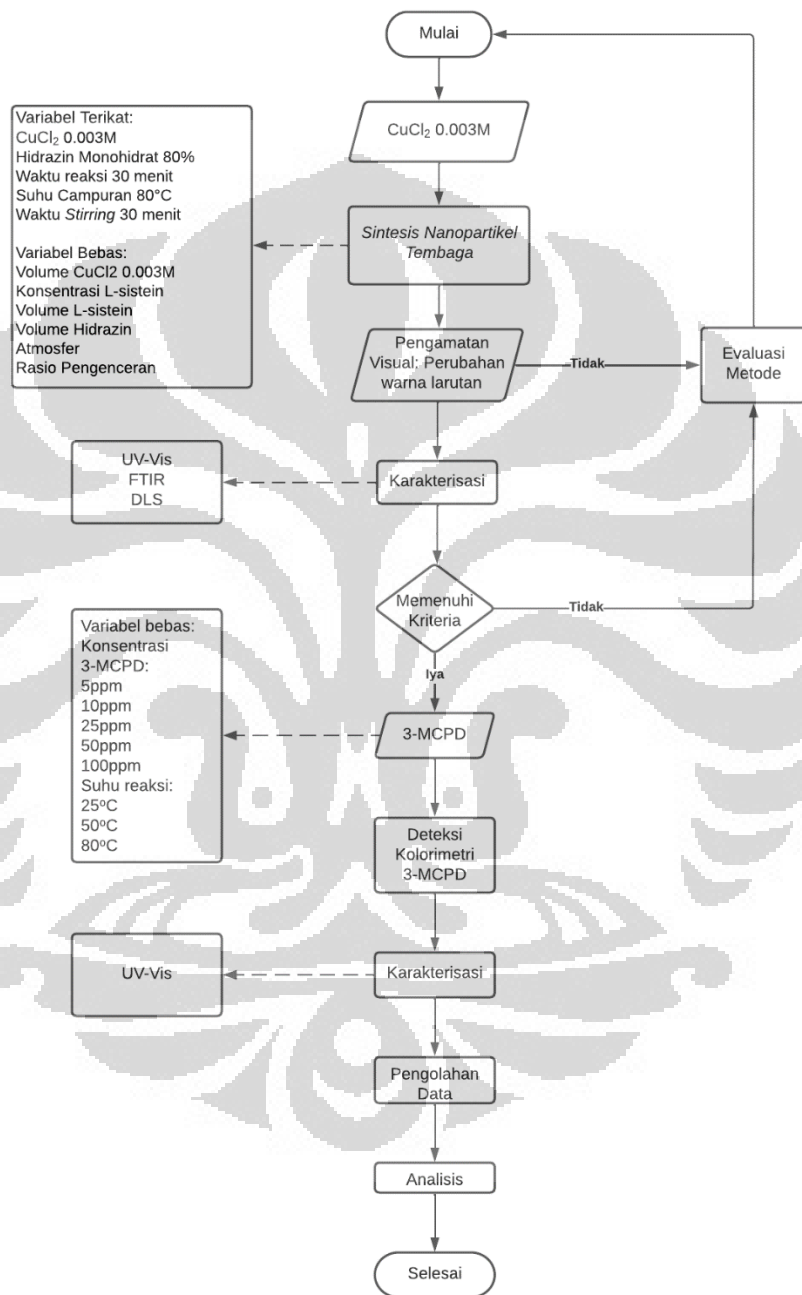 Mulai
CuCl₂ 0.003M
Variabel Terikat:
CuCl₂ 0.003M
Hidrazin Monohidrat 80%
Waktu reaksi 30 menit
Suhu Campuran 80°C
Waktu Stirring 30 menit
Variabel Bebas:
Volume CuCl2 0.003M
Konsentrasi L-sistein
Volume L-sistein
Volume Hidrazin
Atmosfer
Rasio Pengenceran
Sintesis Nanopartikel
Tembaga
Pengamatan
Visual: Perubahan
warna larutan
Tidak
Evaluasi
Metode
UV-Vis
FTIR
DLS
Karakterisasi
Memenuhi
Kriteria
Tidak
Iya
Variabel bebas:
Konsentrasi
3-MCPD:
5ppm
10ppm
25ppm
50ppm
100ppm
Suhu reaksi:
25ºC
50ºC
80ºC
3-MCPD
Deteksi
Kolorimetri
3-MCPD
UV-Vis
Karakterisasi
Pengolahan
Data
Analisis
Selesai